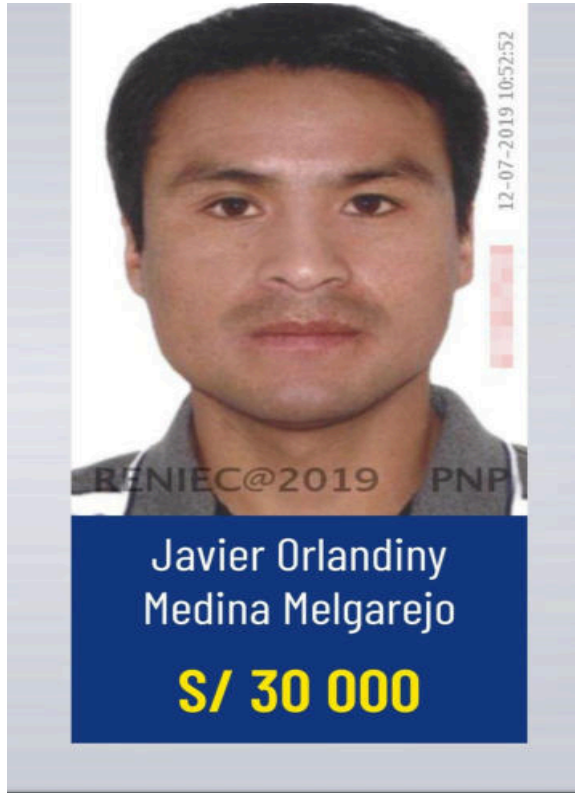 12-07-2019 10:52:52
RENIEC@2019 PNP
Javier Orlandiny
Medina Melgarejo
S/ 30 000